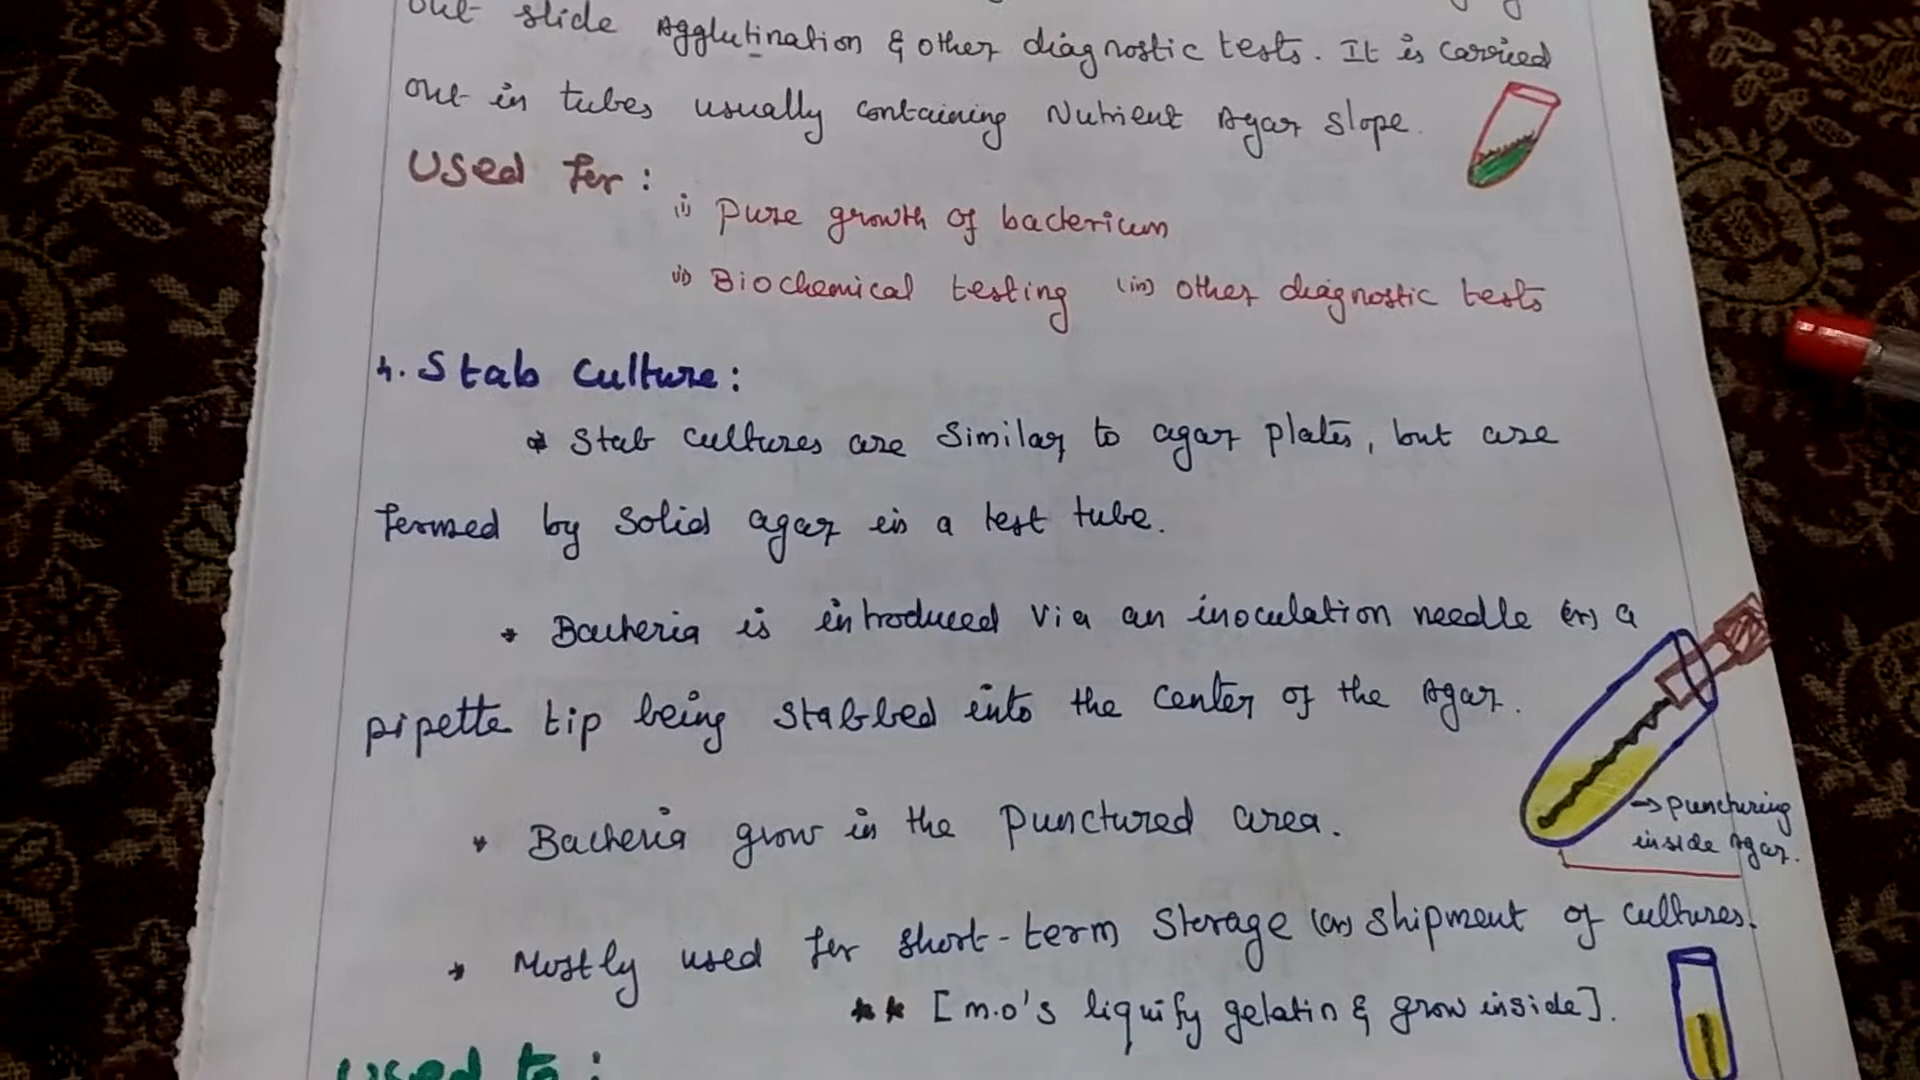 out slide Agglutination & other diagnostic tests. It is carried
out in tubes usually containing Nutrient Agar slope.
Used for:
i) pure growth of bactericum
ii) Biochemical testing (iii) other diagnostic tests
4. Stab Culture:
* Stab cultures are similar to agar plates, but are
formed by solid agar in a test tube.
* Bacteria is introduced via an inoculation needle (or) a
pipette tip being stabbed into the center of the Agar.
* Bacteria grow in the punctured area.
→ puncturing
inside Agar.
* Mostly used for short-term storage (or) shipment of cultures.
** [m.o's liquify gelatin & grow inside].
Used to: